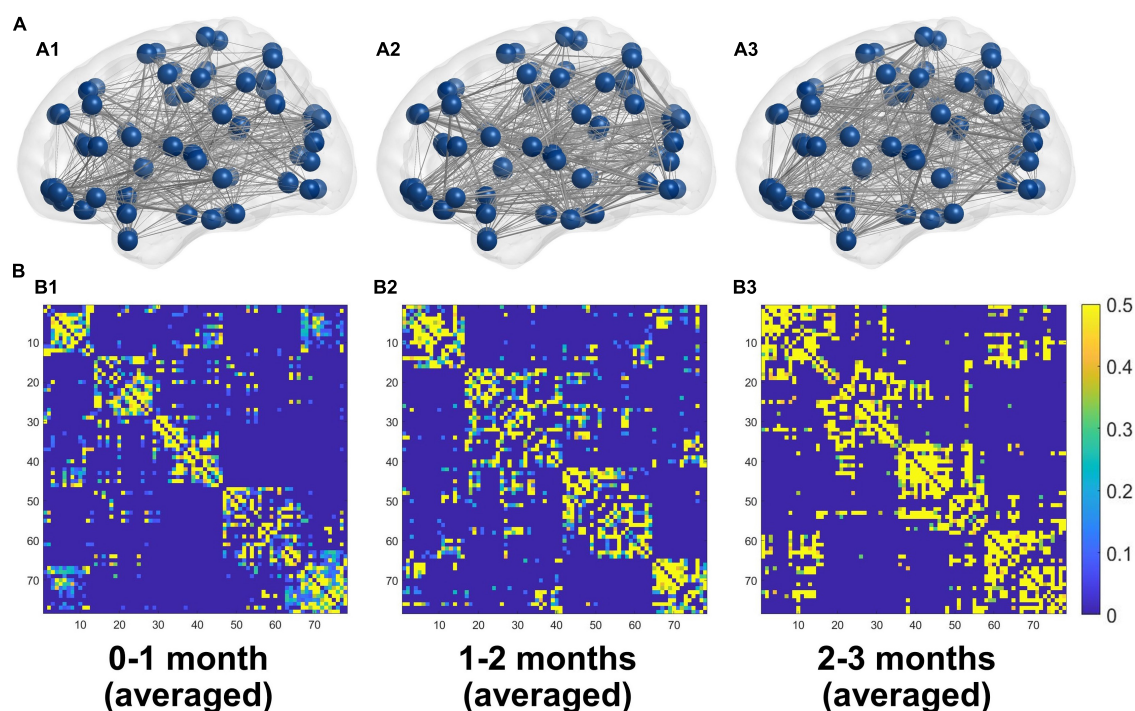 A
A1 A2 A3
B
B1 B2 B3
0.5
10 10 10
0.4
20 20 20
30 30 30
0.3
40 40 40
0.2
50 50 50
60 60 60
0.1
70 70 70
0
10 20 30 40 50 60 70 10 20 30 40 50 60 70 10 20 30 40 50 60 70
0-1 month 1-2 months 2-3 months
(averaged) (averaged) (averaged)